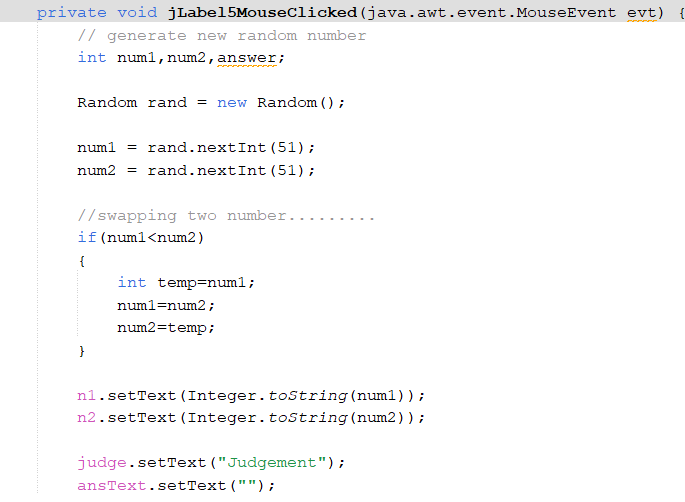 private void jLabel5MouseClicked(java.awt.event.MouseEvent evt) {
// generate new random number
int num1,num2,answer;
Random rand = new Random();
num1 = rand.nextInt(51);
num2 = rand.nextInt(51);
//swapping two number.........
if(num1<num2)
{
int temp=num1;
num1=num2;
num2=temp;
}
n1.setText(Integer.toString(num1));
n2.setText(Integer.toString(num2));
judge.setText("Judgement");
ansText.setText("");